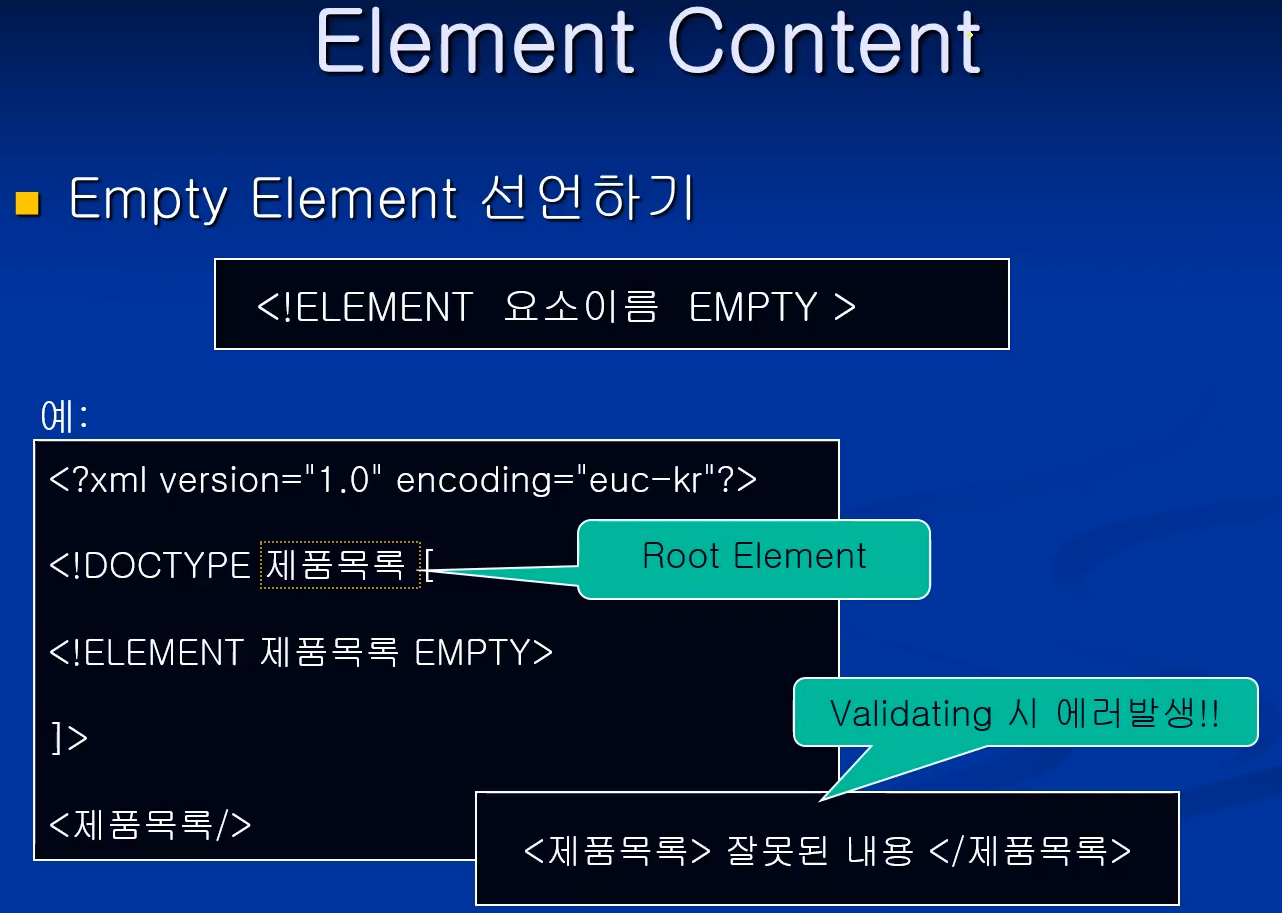 Element Content
Empty Element 선언하기
<!ELEMENT 요소이름 EMPTY >
예:
<?xml version="1.0" encoding="euc-kr"?>
<!DOCTYPE 제품목록 [
Root Element
<!ELEMENT 제품목록 EMPTY>
]>
Validating 시 에러발생!!
<제품목록/>
<제품목록> 잘못된 내용 </제품목록>